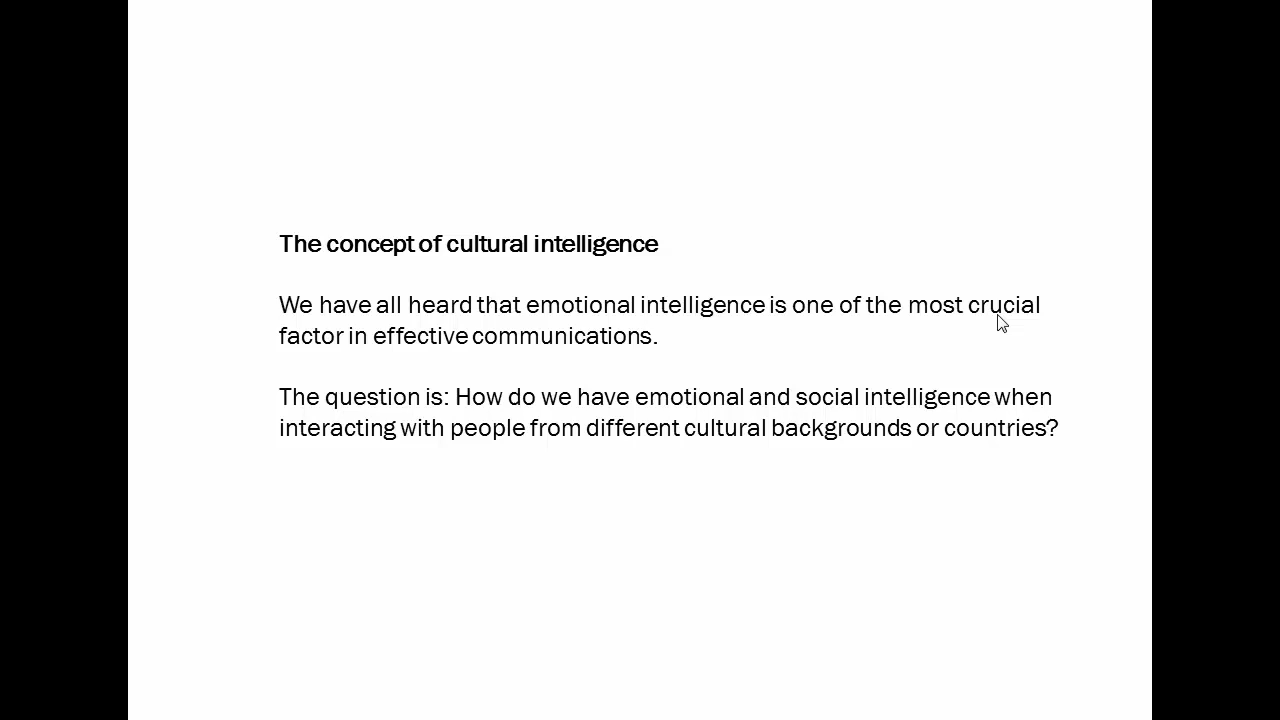 The concept of cultural intelligence
We have all heard that emotional intelligence is one of the most crucial
factor in effective communications.
The question is: How do we have emotional and social intelligence when
interacting with people from different cultural backgrounds or countries?